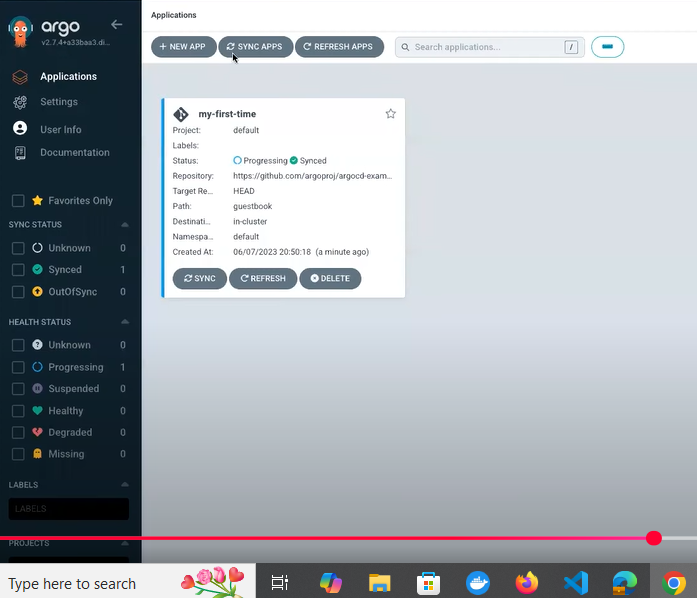 Applications
argo
v2.7.4+a33baa3.di...
+ NEW APP
SYNC APPS
REFRESH APPS
Search applications...
/
Applications
Settings
User Info
Documentation
Favorites Only
SYNC STATUS
Unknown 0
Synced 1
OutOfSync 0
HEALTH STATUS
Unknown 0
Progressing 1
Suspended 0
Healthy 0
Degraded 0
Missing 0
LABELS
LABELS
PROJECTS
my-first-time
Project: default
Labels:
Status: Progressing Synced
Repository: https://github.com/argoproj/argocd-exam...
Target Re... HEAD
Path: guestbook
Destinati... in-cluster
Namespa... default
Created At: 06/07/2023 20:50:18 (a minute ago)
SYNC
REFRESH
DELETE
Type here to search